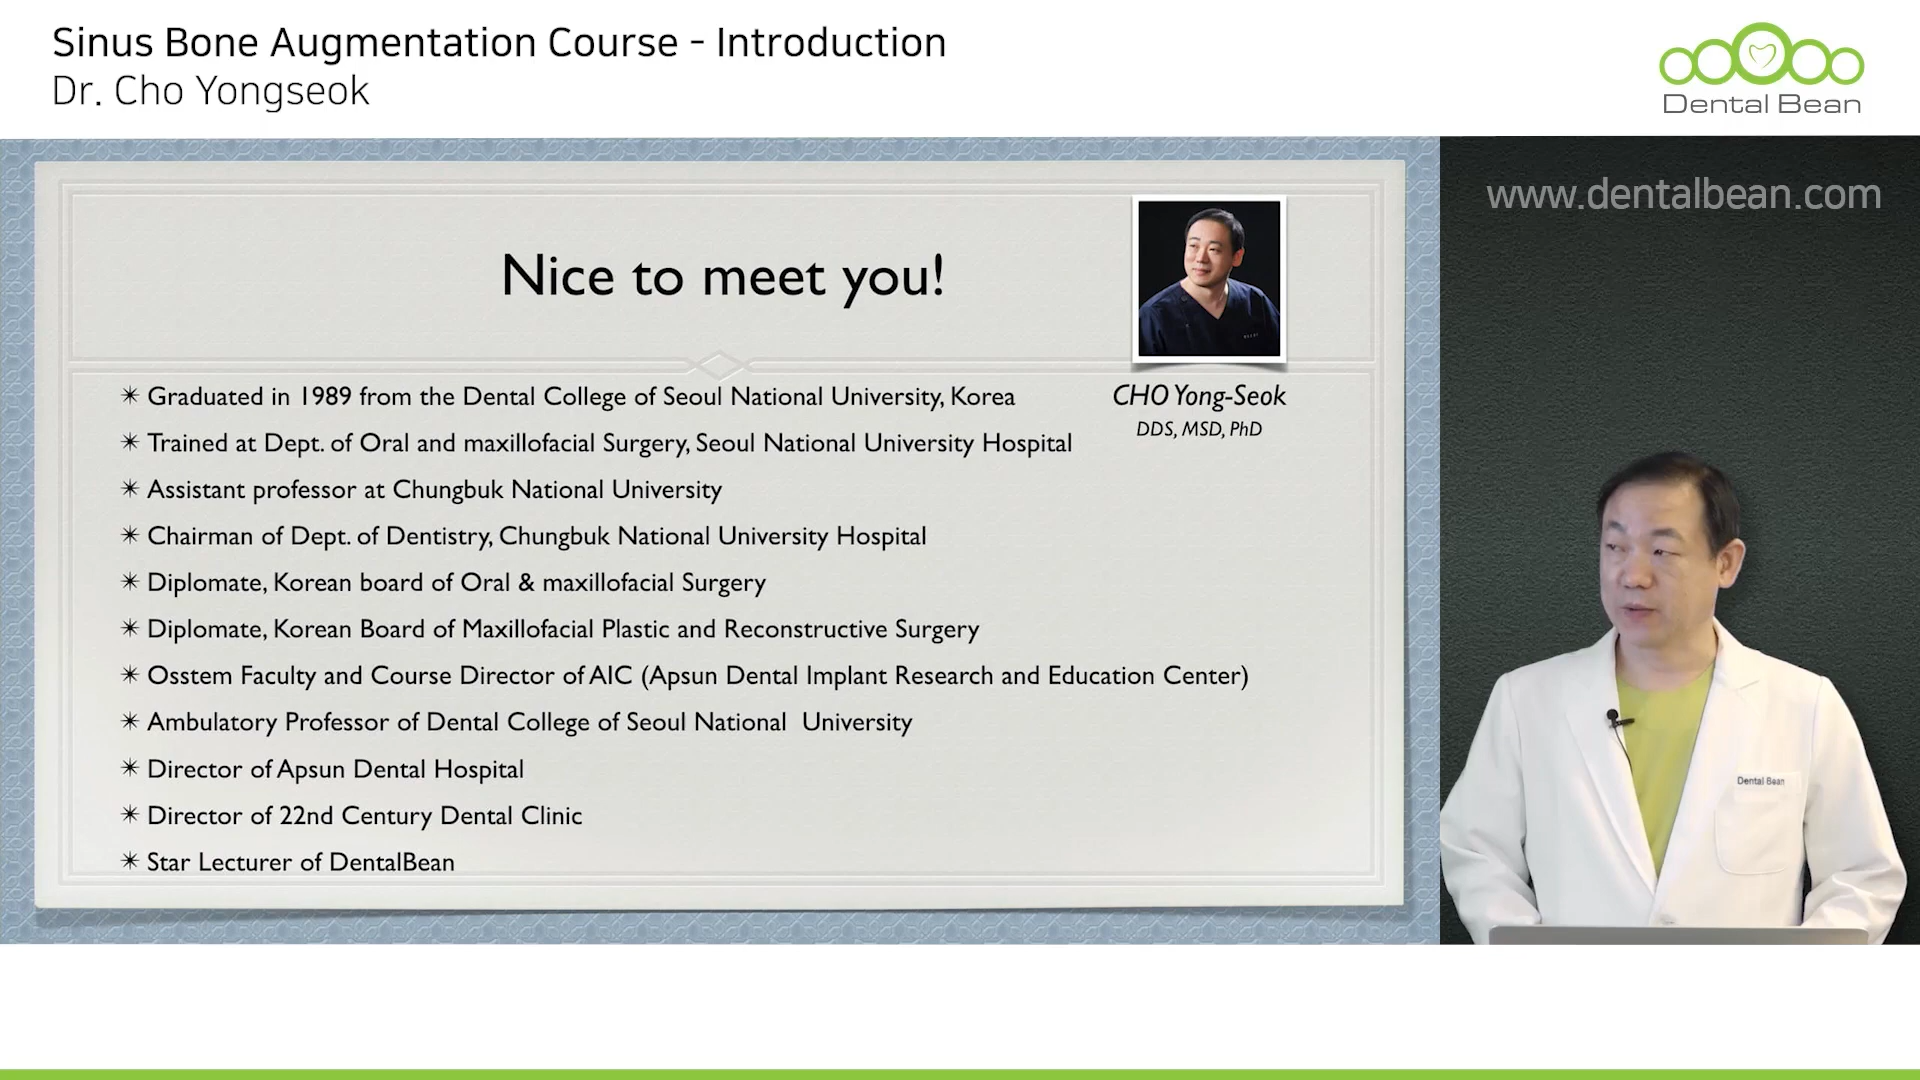 Sinus Bone Augmentation Course - Introduction
Dr. Cho Yongseok
Dental Bean
www.dentalbean.com
Nice to meet you!
CHO Yong-Seok
DDS, MSD, PhD
✴ Graduated in 1989 from the Dental College of Seoul National University, Korea
✴ Trained at Dept. of Oral and maxillofacial Surgery, Seoul National University Hospital
✴ Assistant professor at Chungbuk National University
✴ Chairman of Dept. of Dentistry, Chungbuk National University Hospital
✴ Diplomate, Korean board of Oral & maxillofacial Surgery
✴ Diplomate, Korean Board of Maxillofacial Plastic and Reconstructive Surgery
✴ Osstem Faculty and Course Director of AIC (Apsun Dental Implant Research and Education Center)
✴ Ambulatory Professor of Dental College of Seoul National University
✴ Director of Apsun Dental Hospital
✴ Director of 22nd Century Dental Clinic
✴ Star Lecturer of DentalBean
Dental Bean